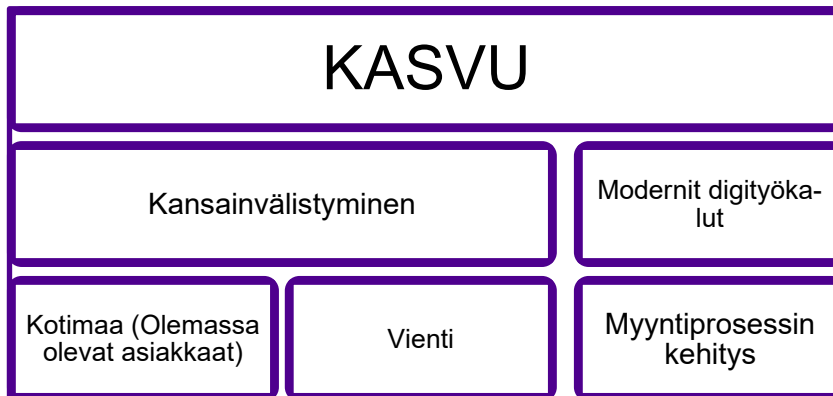 KASVU
Kansainvälistyminen
Modernit digityöka-
lut
Kotimaa (Olemassa
olevat asiakkaat)
Vienti
Myyntiprosessin
kehitys